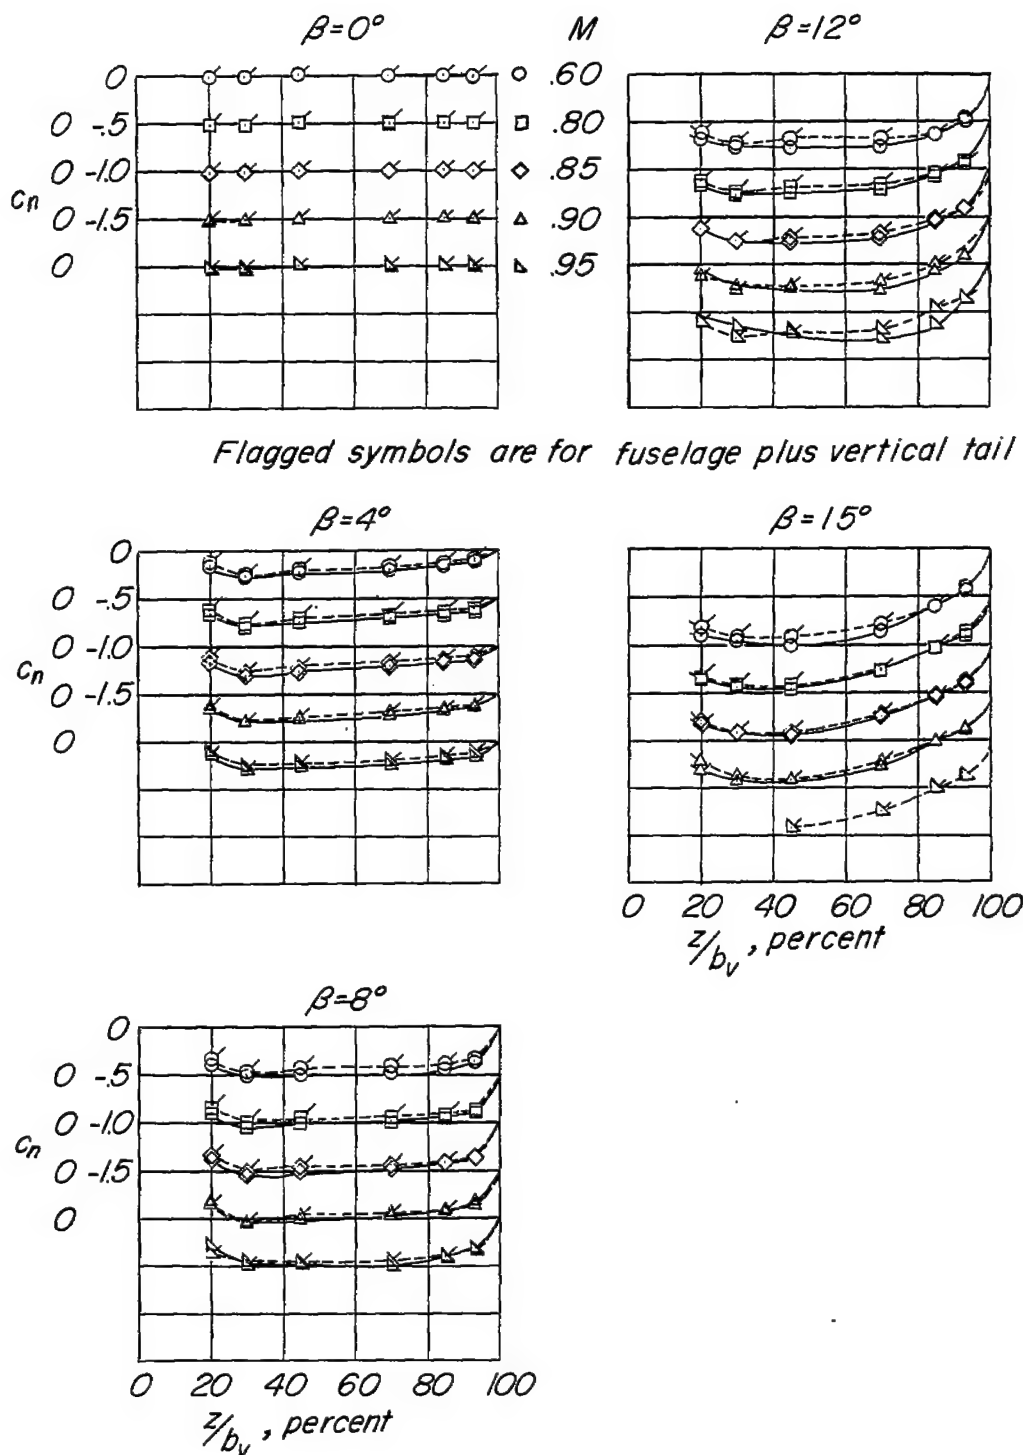 β=0° M β=12°
0 .60
0 -.5 .80
0 -1.0 .85
cn
0 -1.5 .90
0 .95
Flagged symbols are for fuselage plus vertical tail
β=4° β=15°
0
0 -.5
0 -1.0
cn
0 -1.5
0
0 20 40 60 80 100
z/bv, percent
β=8°
0
0 -.5
0 -1.0
cn
0 -1.5
0
0 20 40 60 80 100
z/bv, percent